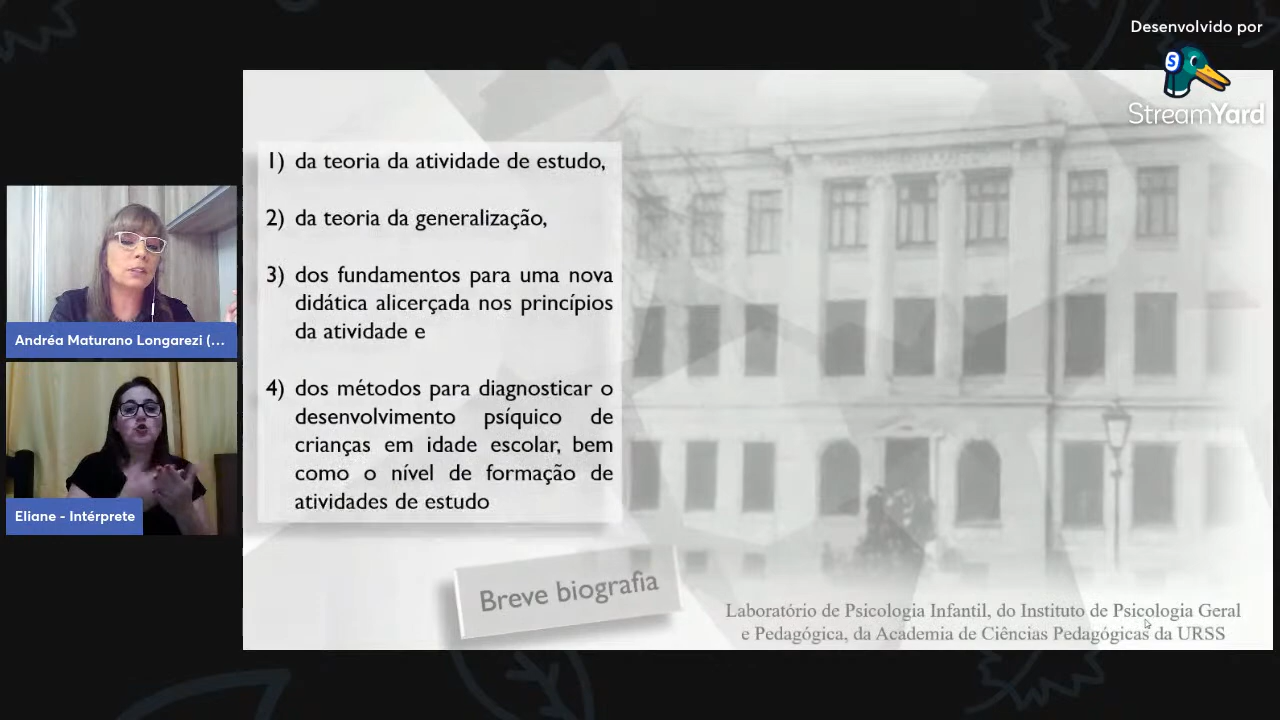 Desenvolvido por
StreamYard
1) da teoria da atividade de estudo,
2) da teoria da generalização,
3) dos fundamentos para uma nova
didática alicerçada nos princípios
da atividade e
4) dos métodos para diagnosticar o
desenvolvimento psíquico de
crianças em idade escolar, bem
como o nível de formação de
atividades de estudo
Andréa Maturano Longarezi (...
Eliane - Intérprete
Breve biografia
Laboratório de Psicologia Infantil, do Instituto de Psicologia Geral
e Pedagógica, da Academia de Ciências Pedagógicas da URSS